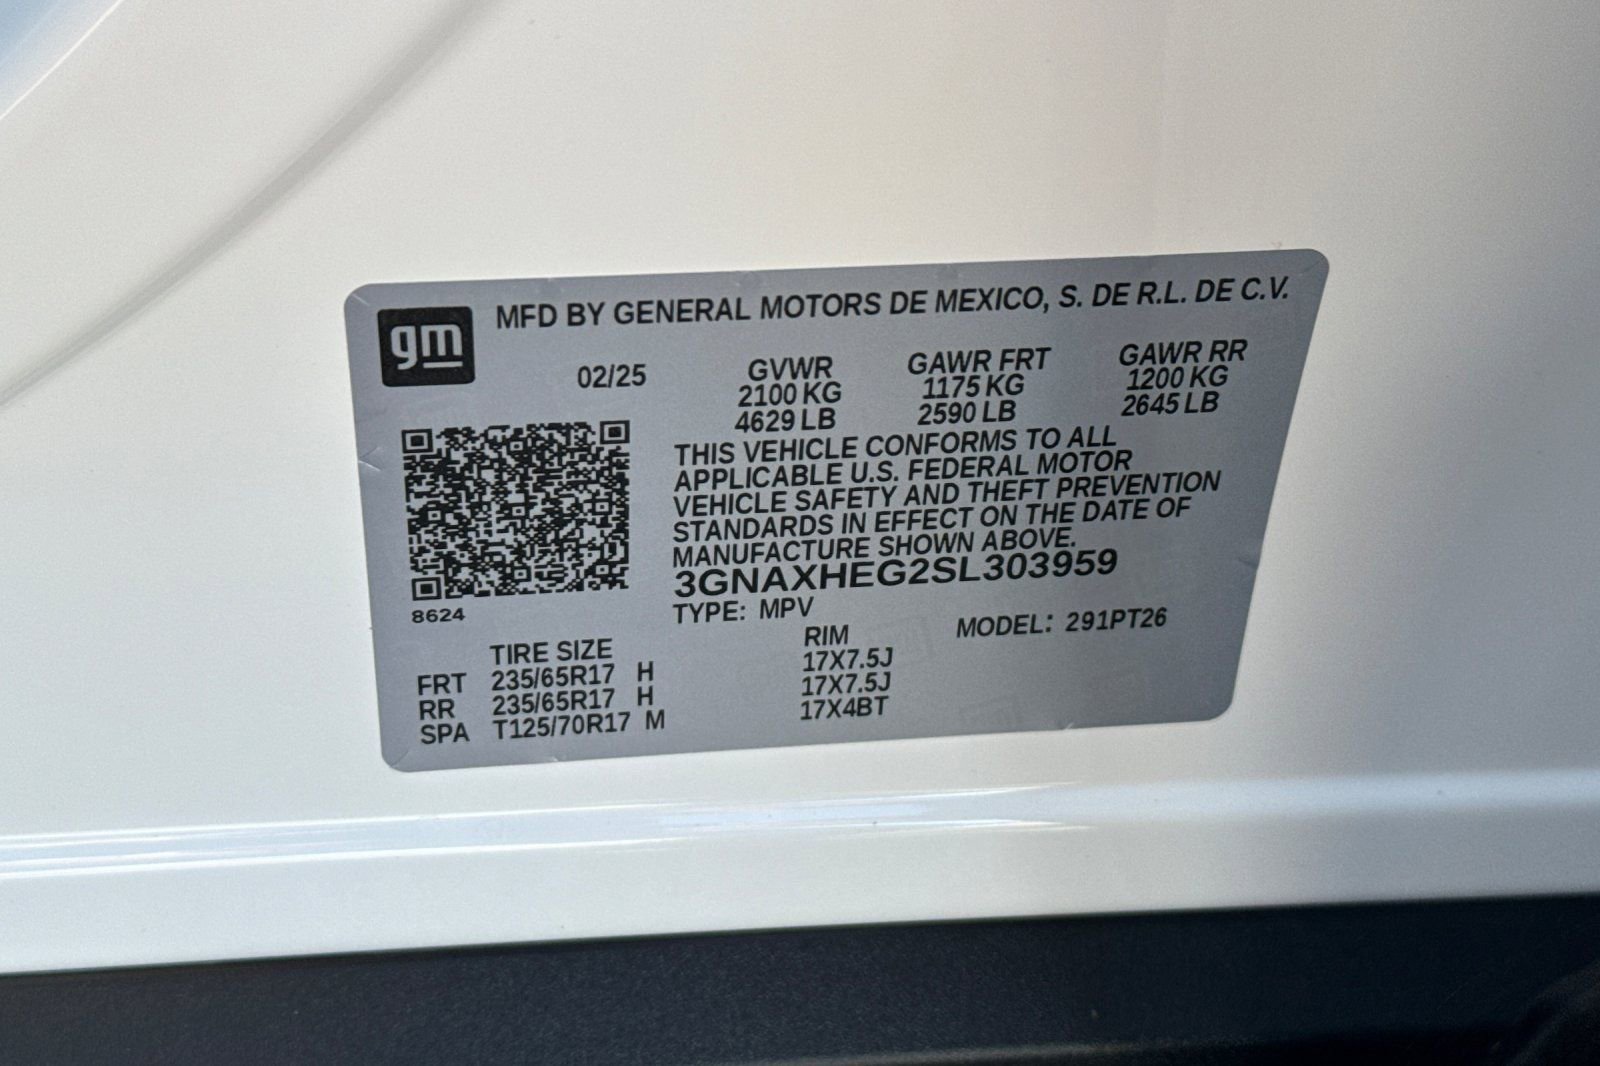 gm
MFD BY GENERAL MOTORS DE MEXICO, S. DE R.L. DE C.V.
02/25 GVWR GAWR FRT GAWR RR
2100 KG 1175 KG 1200 KG
4629 LB 2590 LB 2645 LB
THIS VEHICLE CONFORMS TO ALL
APPLICABLE U.S. FEDERAL MOTOR
VEHICLE SAFETY AND THEFT PREVENTION
STANDARDS IN EFFECT ON THE DATE OF
MANUFACTURE SHOWN ABOVE.
3GNAXHEG2SL303959
8624
TYPE: MPV MODEL: 291PT26
TIRE SIZE RIM
FRT 235/65R17 H 17X7.5J
RR 235/65R17 H 17X7.5J
SPA T125/70R17 M 17X4BT